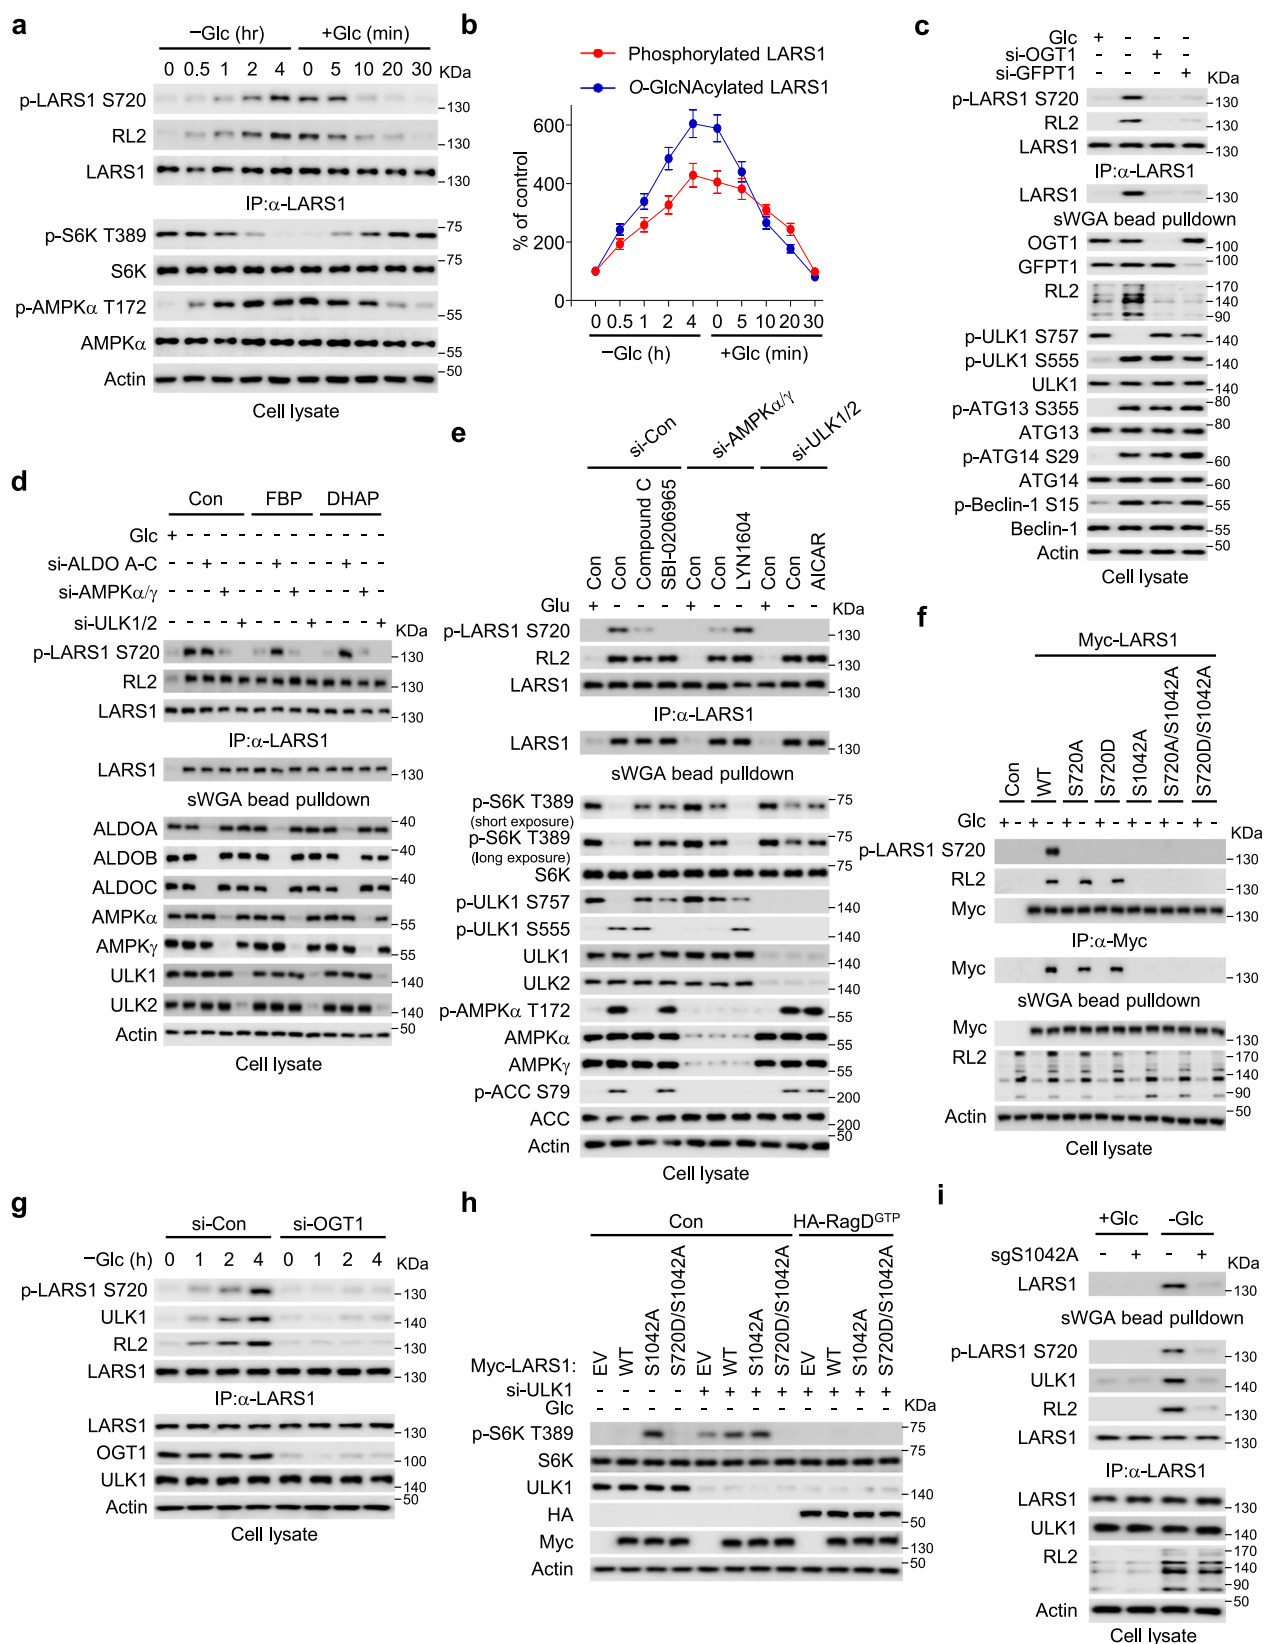 a
−Glc (hr) +Glc (min)
0 0.5 1 2 4 0 5 10 20 30 KDa
p-LARS1 S720 130
RL2 130
LARS1 130
IP:α-LARS1
p-S6K T389 75
S6K 75
p-AMPKα T172 55
AMPKα 55
Actin 50
Cell lysate
b
Phosphorylated LARS1
O-GlcNAcylated LARS1
% of control
600
400
200
0
0 0.5 1 2 4 0 5 10 20 30
−Glc (h) +Glc (min)
c
Glc + - - -
si-OGT1 - - + -
si-GFPT1 - - - +
KDa
p-LARS1 S720 130
RL2 130
LARS1 130
IP:α-LARS1
LARS1 130
sWGA bead pulldown
OGT1 100
GFPT1 100
RL2 170
140
90
p-ULK1 S757 140
p-ULK1 S555 140
ULK1 140
p-ATG13 S355 80
ATG13 80
p-ATG14 S29 60
ATG14 60
p-Beclin-1 S15 55
Beclin-1 55
Actin 50
Cell lysate
d
Con FBP DHAP
Glc + - - - - - - - - - - - -
si-ALDO A-C - - + - - - + - - - + - -
si-AMPKα/γ - - - + - - - + - - - + -
si-ULK1/2 - - - - + - - - + - - - +
KDa
p-LARS1 S720 130
RL2 130
LARS1 130
IP:α-LARS1
LARS1 130
sWGA bead pulldown
ALDOA 40
ALDOB 40
ALDOC 40
AMPKα 55
AMPKγ 55
ULK1 140
ULK2 140
Actin 50
Cell lysate
e
si-Con si-AMPKα/γ si-ULK1/2
Con Con Compound C SBI-0206965 Con Con LYN1604 Con Con AICAR
Glu + - - - + - - + - - KDa
p-LARS1 S720 130
RL2 130
LARS1 130
IP:α-LARS1
LARS1 130
sWGA bead pulldown
p-S6K T389 75
(short exposure)
p-S6K T389 75
(long exposure)
S6K 75
p-ULK1 S757 140
p-ULK1 S555 140
ULK1 140
ULK2 140
p-AMPKα T172 55
AMPKα 55
AMPKγ 55
p-ACC S79 200
ACC 200
Actin 50
Cell lysate
f
Myc-LARS1
Con WT S720A S720D S1042A S720A/S1042A S720D/S1042A
Glc + - + - + - + - + - + - + -
KDa
p-LARS1 S720 130
RL2 130
Myc 130
IP:α-Myc
Myc 130
sWGA bead pulldown
Myc 130
RL2 170
140
90
Actin 50
Cell lysate
g
si-Con si-OGT1
−Glc (h) 0 1 2 4 0 1 2 4 KDa
p-LARS1 S720 130
ULK1 140
RL2 130
LARS1 130
IP:α-LARS1
LARS1 130
OGT1 100
ULK1 140
Actin 50
Cell lysate
h
Con HA-RagDGTP
Myc-LARS1: EV WT S1042A S720D/S1042A EV WT S1042A S720D/S1042A EV WT S1042A S720D/S1042A
si-ULK1 - - - - + + + + + + + +
Glc - - - - - - - - - - - - KDa
p-S6K T389 75
S6K 75
ULK1 140
HA 50
Myc 130
Actin 50
Cell lysate
i
+Glc -Glc
sgS1042A - + - + KDa
LARS1 130
sWGA bead pulldown
p-LARS1 S720 130
ULK1 140
RL2 130
LARS1 130
IP:α-LARS1
LARS1 130
ULK1 140
RL2 170
140
90
Actin 50
Cell lysate